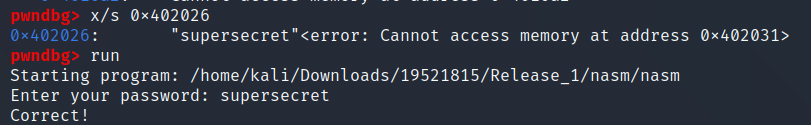 pwndbg> x/s 0×402026
0×402026:       "supersecret"<error: Cannot access memory at address 0×402031>
pwndbg> run
Starting program: /home/kali/Downloads/19521815/Release_1/nasm/nasm
Enter your password: supersecret
Correct!